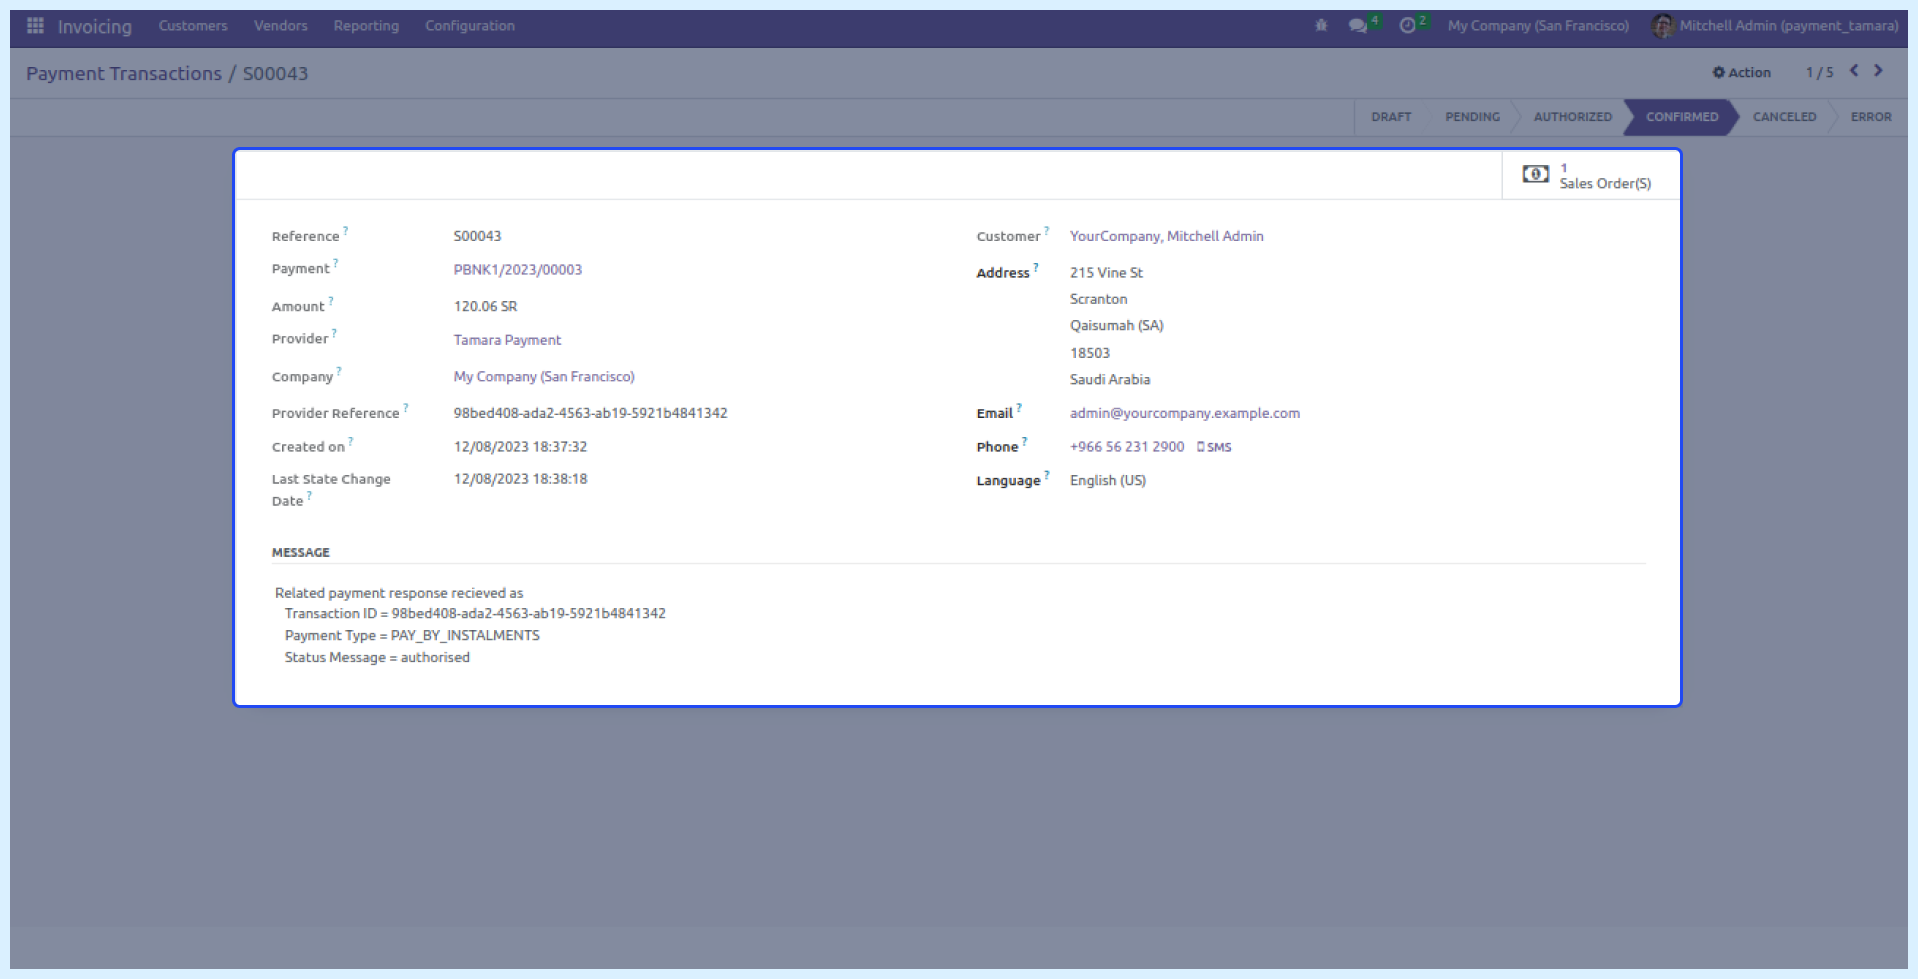 Invoicing Customers Vendors Reporting Configuration 4 2 My Company (San Francisco) Mitchell Admin (payment_tamara)
Payment Transactions / S00043 Action 1 / 5
DRAFT PENDING AUTHORIZED CONFIRMED CANCELED ERROR
1
Sales Order(S)
Reference ? S00043
Payment ? PBNK1/2023/00003
Amount ? 120.06 SR
Provider ? Tamara Payment
Company ? My Company (San Francisco)
Provider Reference ? 98bed408-ada2-4563-ab19-5921b4841342
Created on ? 12/08/2023 18:37:32
Last State Change 12/08/2023 18:38:18
Date ?
Customer ? YourCompany, Mitchell Admin
Address ? 215 Vine St
Scranton
Qaisumah (SA)
18503
Saudi Arabia
Email ? admin@yourcompany.example.com
Phone ? +966 56 231 2900 SMS
Language ? English (US)
MESSAGE
Related payment response recieved as
Transaction ID = 98bed408-ada2-4563-ab19-5921b4841342
Payment Type = PAY_BY_INSTALMENTS
Status Message = authorised